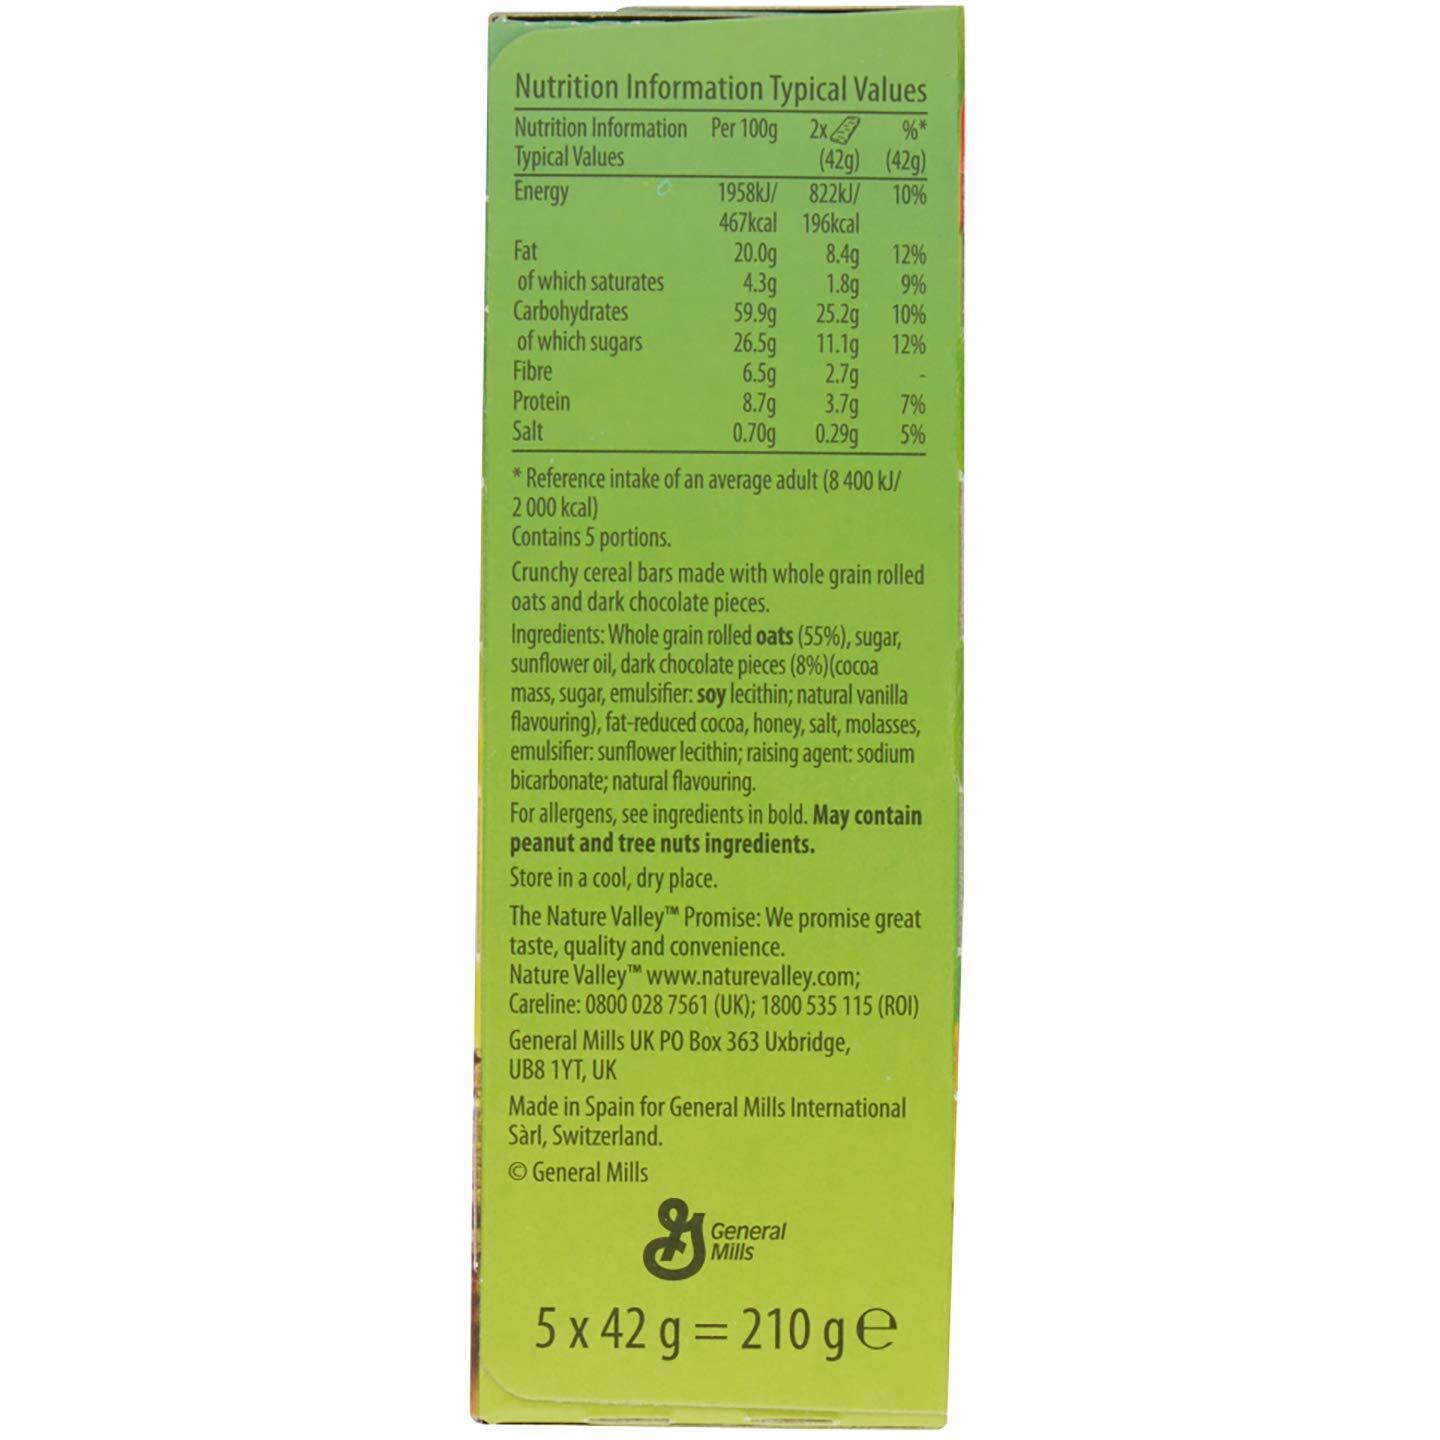 Nutrition Information Typical Values
Nutrition Information Per 100g 2x %*
Typical Values (42g) (42g)
Energy 1958kJ/ 822kJ/ 10%
467kcal 196kcal
Fat 20.0g 8.4g 12%
of which saturates 4.3g 1.8g 9%
Carbohydrates 59.9g 25.2g 10%
of which sugars 26.5g 11.1g 12%
Fibre 6.5g 2.7g -
Protein 8.7g 3.7g 7%
Salt 0.70g 0.29g 5%
* Reference intake of an average adult (8 400 kJ/
2 000 kcal)
Contains 5 portions.
Crunchy cereal bars made with whole grain rolled
oats and dark chocolate pieces.
Ingredients: Whole grain rolled oats (55%), sugar,
sunflower oil, dark chocolate pieces (8%)(cocoa
mass, sugar, emulsifier: soy lecithin; natural vanilla
flavouring), fat-reduced cocoa, honey, salt, molasses,
emulsifier: sunflower lecithin; raising agent: sodium
bicarbonate; natural flavouring.
For allergens, see ingredients in bold. May contain
peanut and tree nuts ingredients.
Store in a cool, dry place.
The Nature Valley™ Promise: We promise great
taste, quality and convenience.
Nature Valley™ www.naturevalley.com;
Careline: 0800 028 7561 (UK); 1800 535 115 (ROI)
General Mills UK PO Box 363 Uxbridge,
UB8 1YT, UK
Made in Spain for General Mills International
Sàrl, Switzerland.
© General Mills
General
Mills
5 x 42 g = 210 g ℮